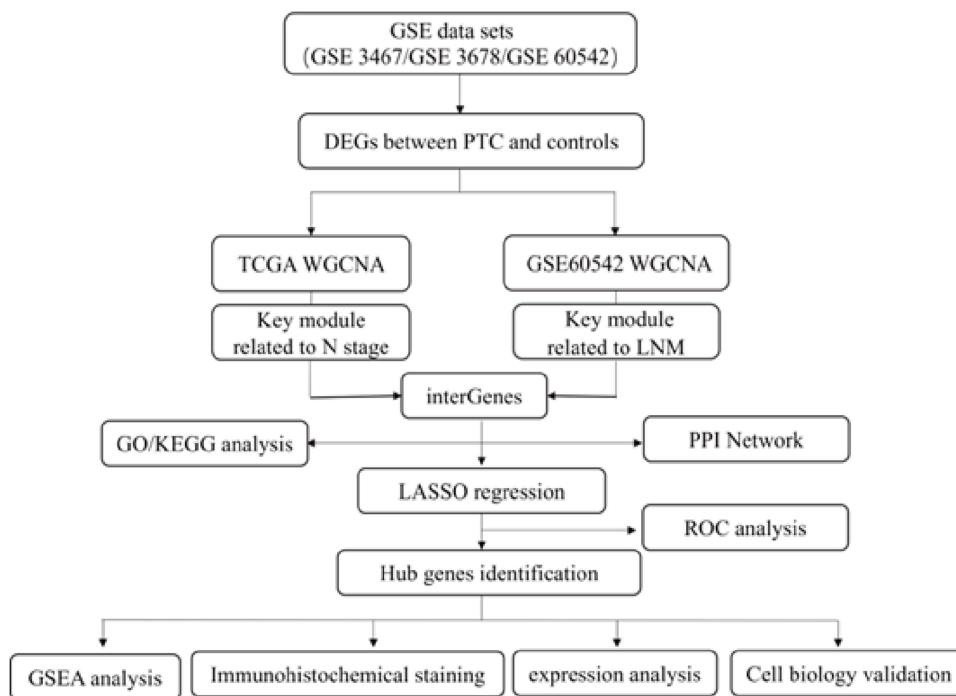 GSE data sets
(GSE 3467/GSE 3678/GSE 60542)
DEGs between PTC and controls
TCGA WGCNA
GSE60542 WGCNA
Key module
related to N stage
Key module
related to LNM
interGenes
GO/KEGG analysis
PPI Network
LASSO regression
ROC analysis
Hub genes identification
GSEA analysis
Immunohistochemical staining
expression analysis
Cell biology validation